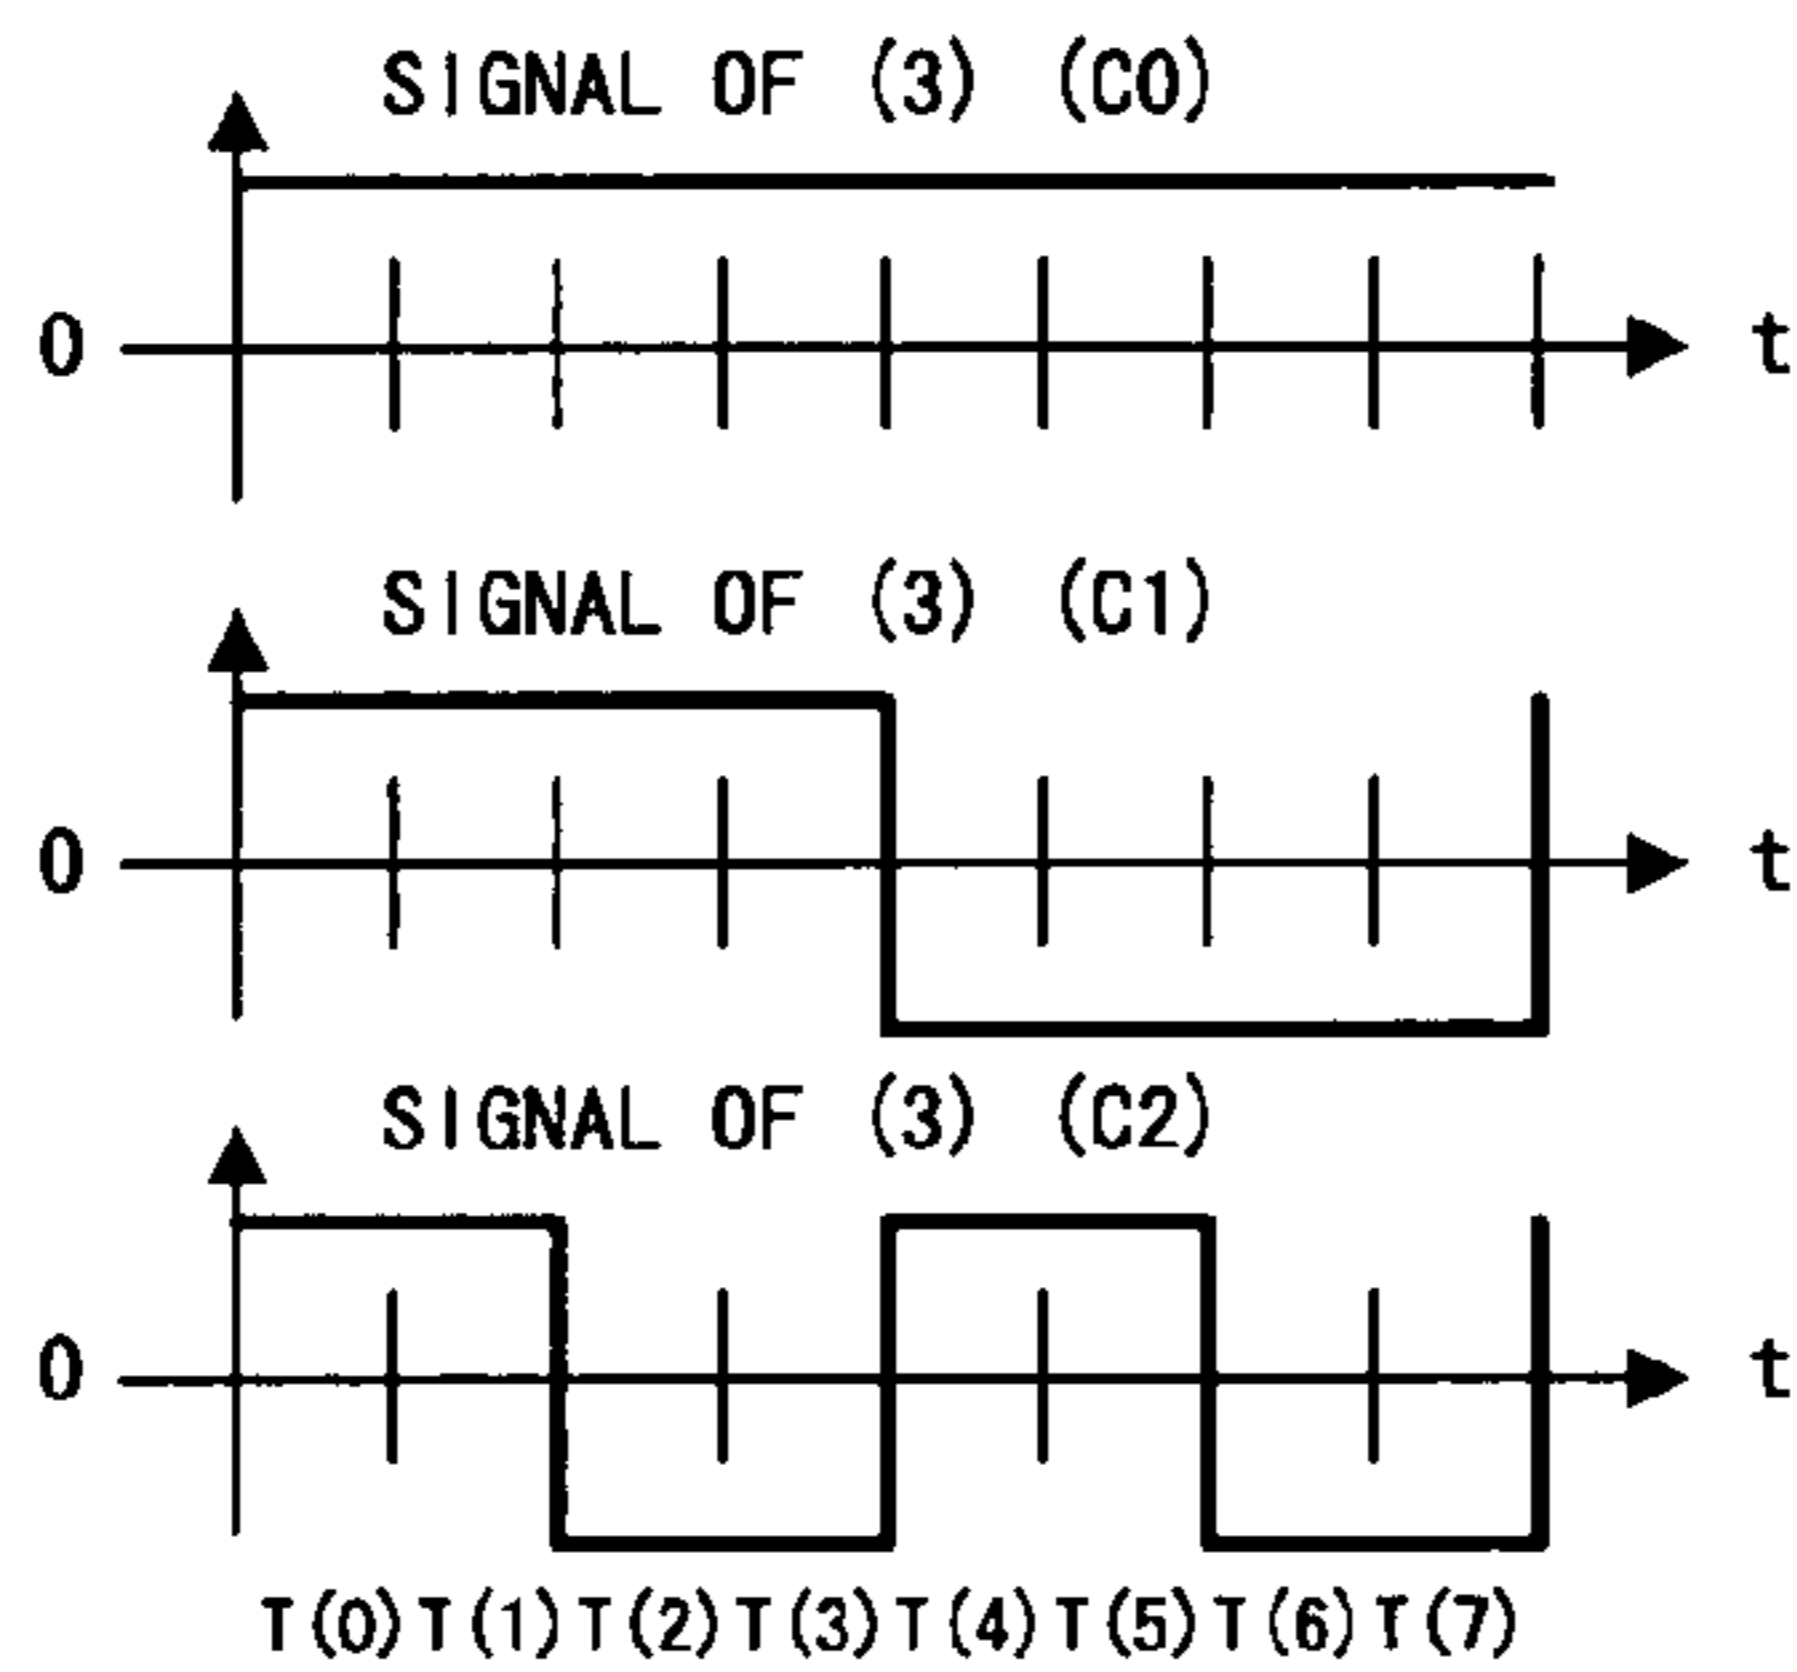 SIGNAL OF (3) (C0)
0 t
SIGNAL OF (3) (C1)
0 t
SIGNAL OF (3) (C2)
0 t
T(0) T(1) T(2) T(3) T(4) T(5) T(6) T(7)